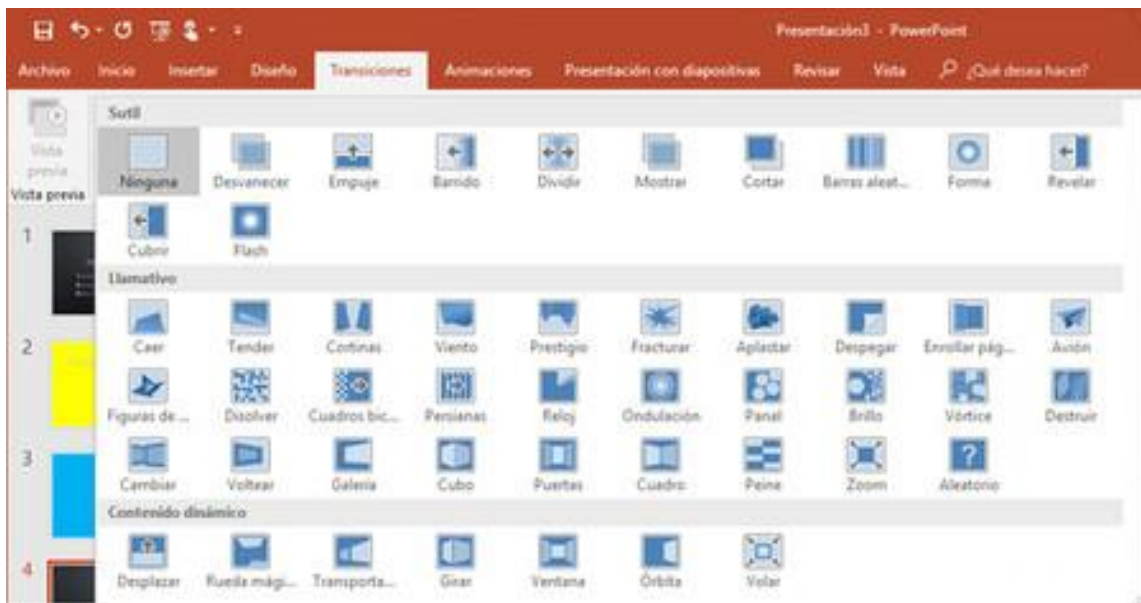 Presentación3 - PowerPoint
Archivo Inicio Insertar Diseño Transiciones Animaciones Presentación con diapositivas Revisar Vista ¿Qué desea hacer?
Sutil
Vista
previa
Vista previa
Ninguna Desvanecer Empuje Barrido Dividir Mostrar Cortar Barras aleat... Forma Revelar
1
Cubrir Flash
Llamativo
2
Caer Tender Cortinas Viento Prestigio Fracturar Aplastar Despegar Enrollar pág... Avión
Figuras de ... Disolver Cuadros bic... Persianas Reloj Ondulación Panal Brillo Vórtice Destruir
3
Cambiar Voltear Galería Cubo Puertas Cuadro Peine Zoom Aleatorio
Contenido dinámico
4
Desplazar Rueda mági... Transporta... Girar Ventana Órbita Volar